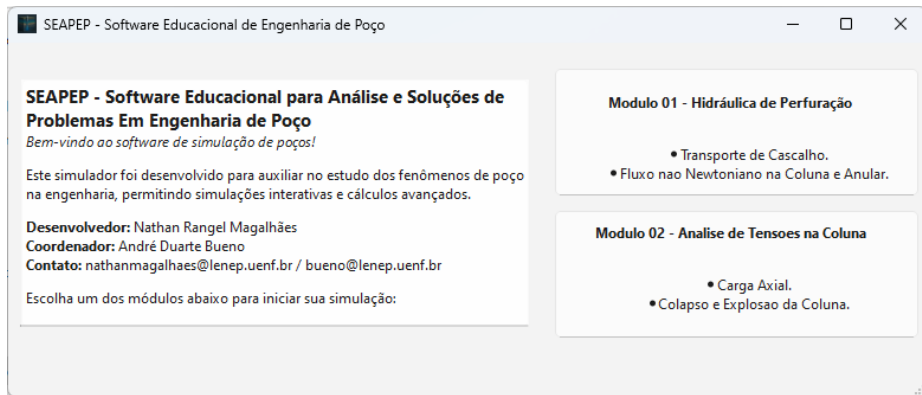 SEAPEP - Software Educacional de Engenharia de Poço
SEAPEP - Software Educacional para Análise e Soluções de
Problemas Em Engenharia de Poço
Bem-vindo ao software de simulação de poços!
Este simulador foi desenvolvido para auxiliar no estudo dos fenômenos de poço
na engenharia, permitindo simulações interativas e cálculos avançados.
Desenvolvedor: Nathan Rangel Magalhães
Coordenador: André Duarte Bueno
Contato: nathanmagalhaes@lenep.uenf.br / bueno@lenep.uenf.br
Escolha um dos módulos abaixo para iniciar sua simulação:
Modulo 01 - Hidráulica de Perfuração
• Transporte de Cascalho.
• Fluxo nao Newtoniano na Coluna e Anular.
Modulo 02 - Analise de Tensoes na Coluna
• Carga Axial.
• Colapso e Explosao da Coluna.